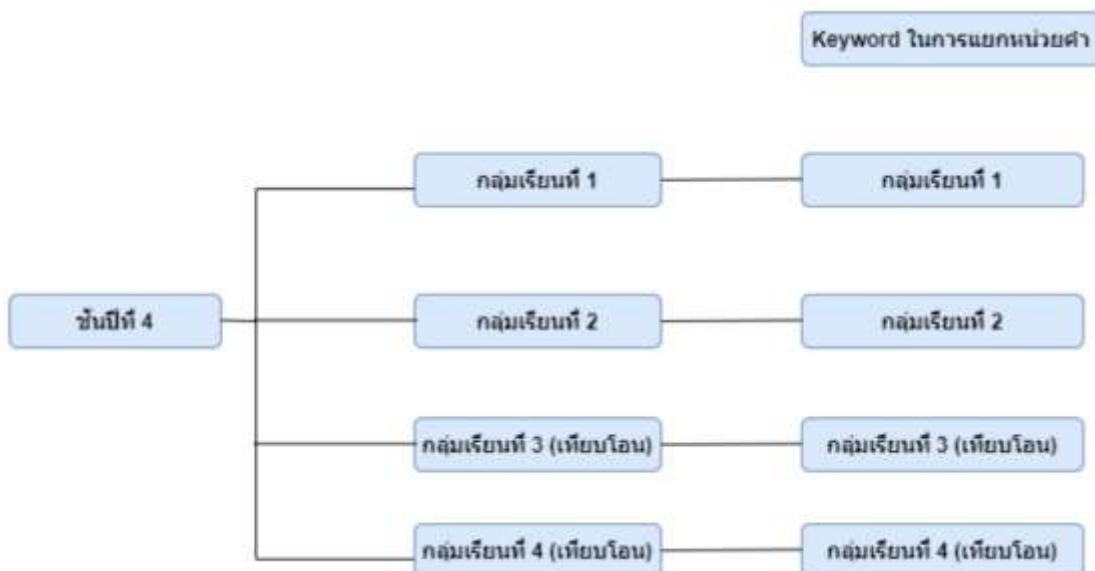 Keyword ในการแยกหน่วยคำ
กลุ่มเรียนที่ 1
กลุ่มเรียนที่ 1
ชั้นปีที่ 4
กลุ่มเรียนที่ 2
กลุ่มเรียนที่ 2
กลุ่มเรียนที่ 3 (เทียบโอน)
กลุ่มเรียนที่ 3 (เทียบโอน)
กลุ่มเรียนที่ 4 (เทียบโอน)
กลุ่มเรียนที่ 4 (เทียบโอน)